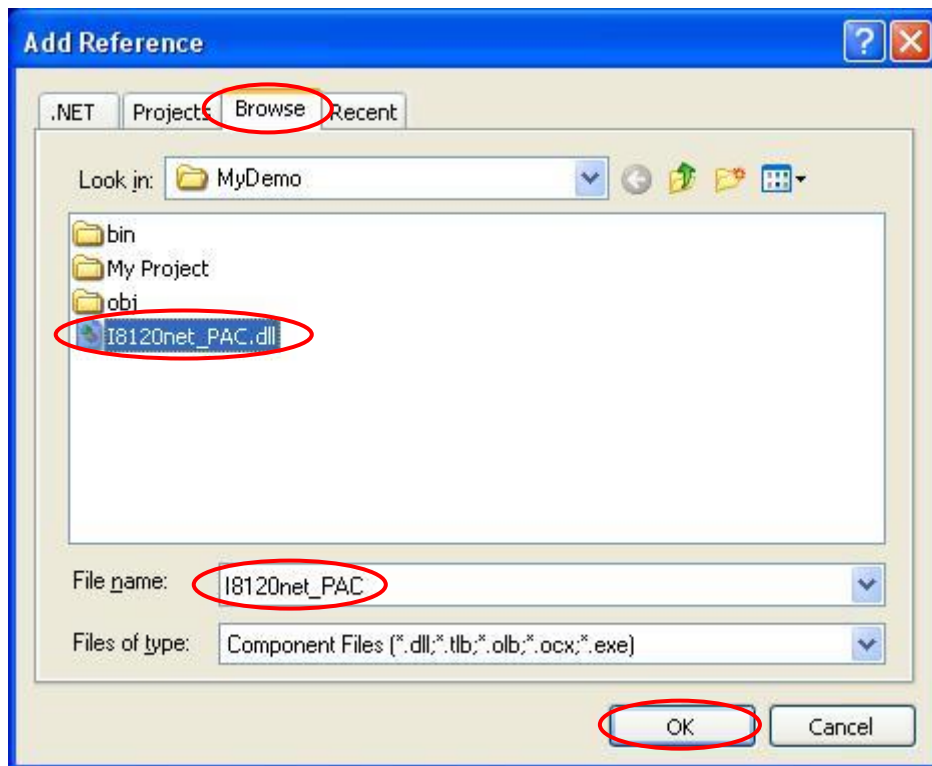 Add Reference
.NET Projects Browse Recent
Look in: MyDemo
bin
My Project
obj
I8120net_PAC.dll
File name: I8120net_PAC
Files of type: Component Files (*.dll;*.tlb;*.olb;*.ocx;*.exe)
OK Cancel